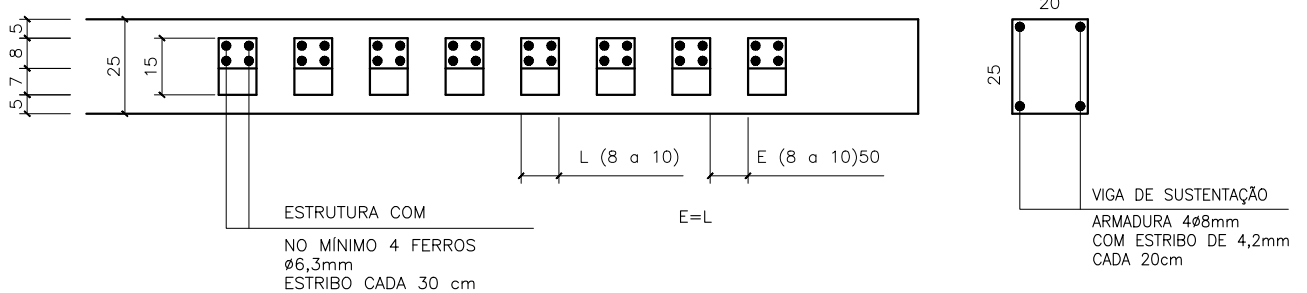 20
5
8
7
5
25
15
25
L (8 a 10)
E (8 a 10)50
E=L
ESTRUTURA COM
NO MÍNIMO 4 FERROS
ø6,3mm
ESTRIBO CADA 30 cm
VIGA DE SUSTENTAÇÃO
ARMADURA 4ø8mm
COM ESTRIBO DE 4,2mm
CADA 20cm